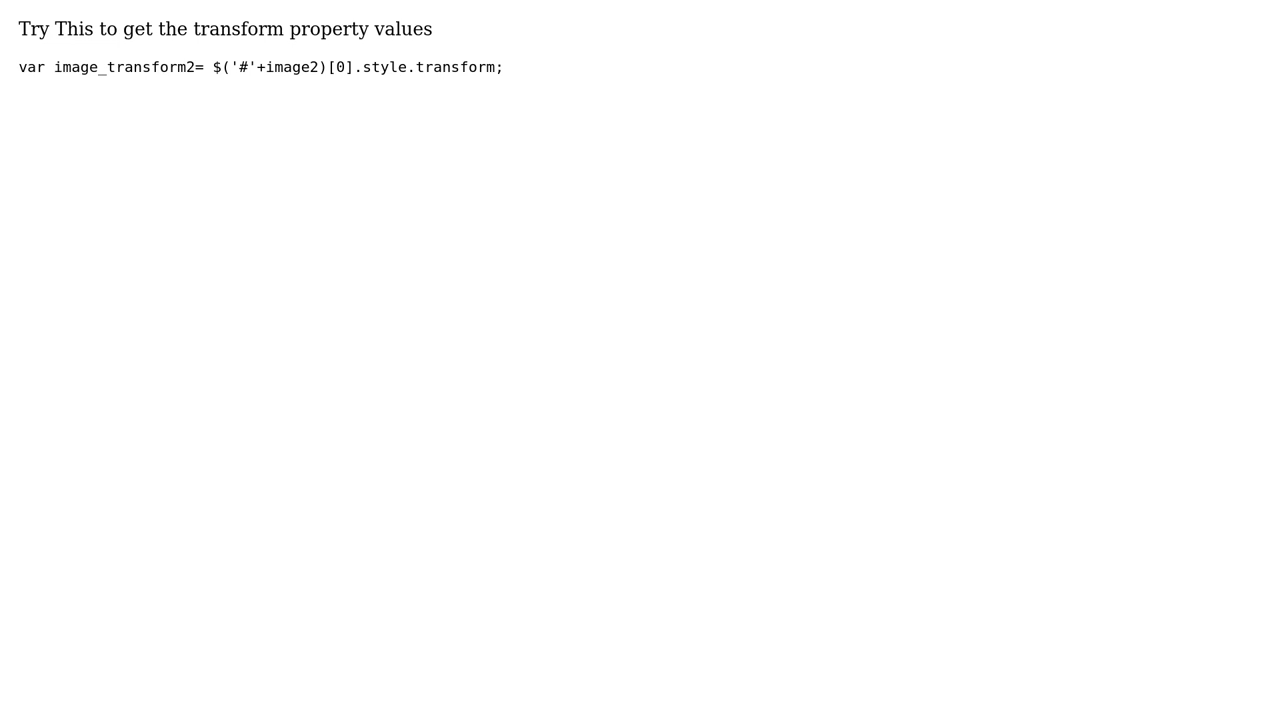 Try This to get the transform property values
var image_transform2= $('#'+image2)[0].style.transform;